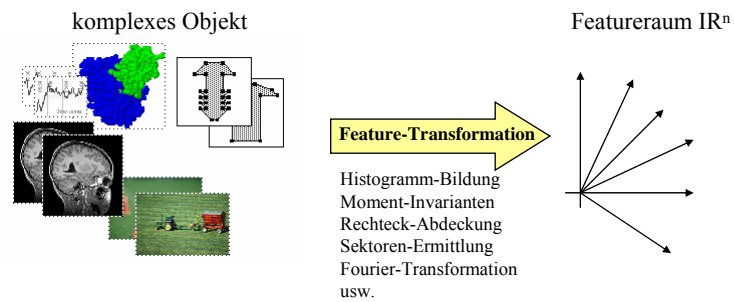 komplexes Objekt
Featureraum IRⁿ
Feature-Transformation
Histogramm-Bildung
Moment-Invarianten
Rechteck-Abdeckung
Sektoren-Ermittlung
Fourier-Transformation
usw.